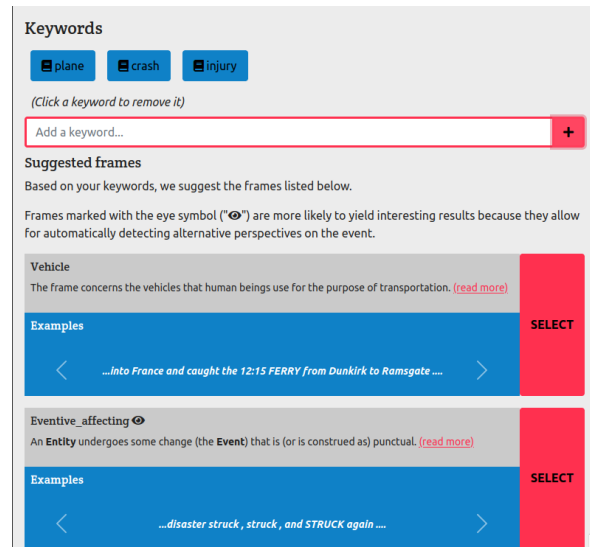 Keywords
plane crash injury
(Click a keyword to remove it)
Add a keyword... +
Suggested frames
Based on your keywords, we suggest the frames listed below.
Frames marked with the eye symbol ("👁") are more likely to yield interesting results because they allow
for automatically detecting alternative perspectives on the event.
Vehicle
The frame concerns the vehicles that human beings use for the purpose of transportation. (read more)
Examples
SELECT
...into France and caught the 12:15 FERRY from Dunkirk to Ramsgate ....
Eventive_affecting 👁
An Entity undergoes some change (the Event) that is (or is construed as) punctual. (read more)
Examples
SELECT
...disaster struck , struck , and STRUCK again ....